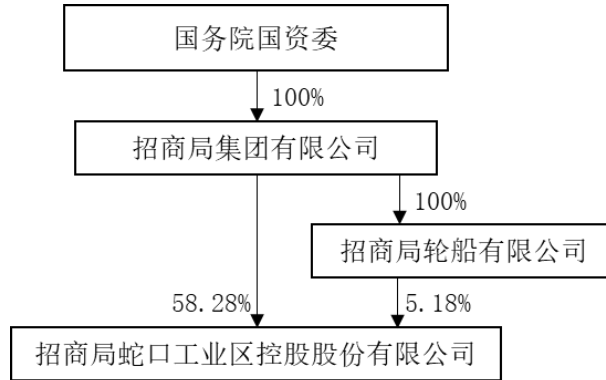 国务院国资委
100%
招商局集团有限公司
100%
招商局轮船有限公司
58.28%
5.18%
招商局蛇口工业区控股股份有限公司